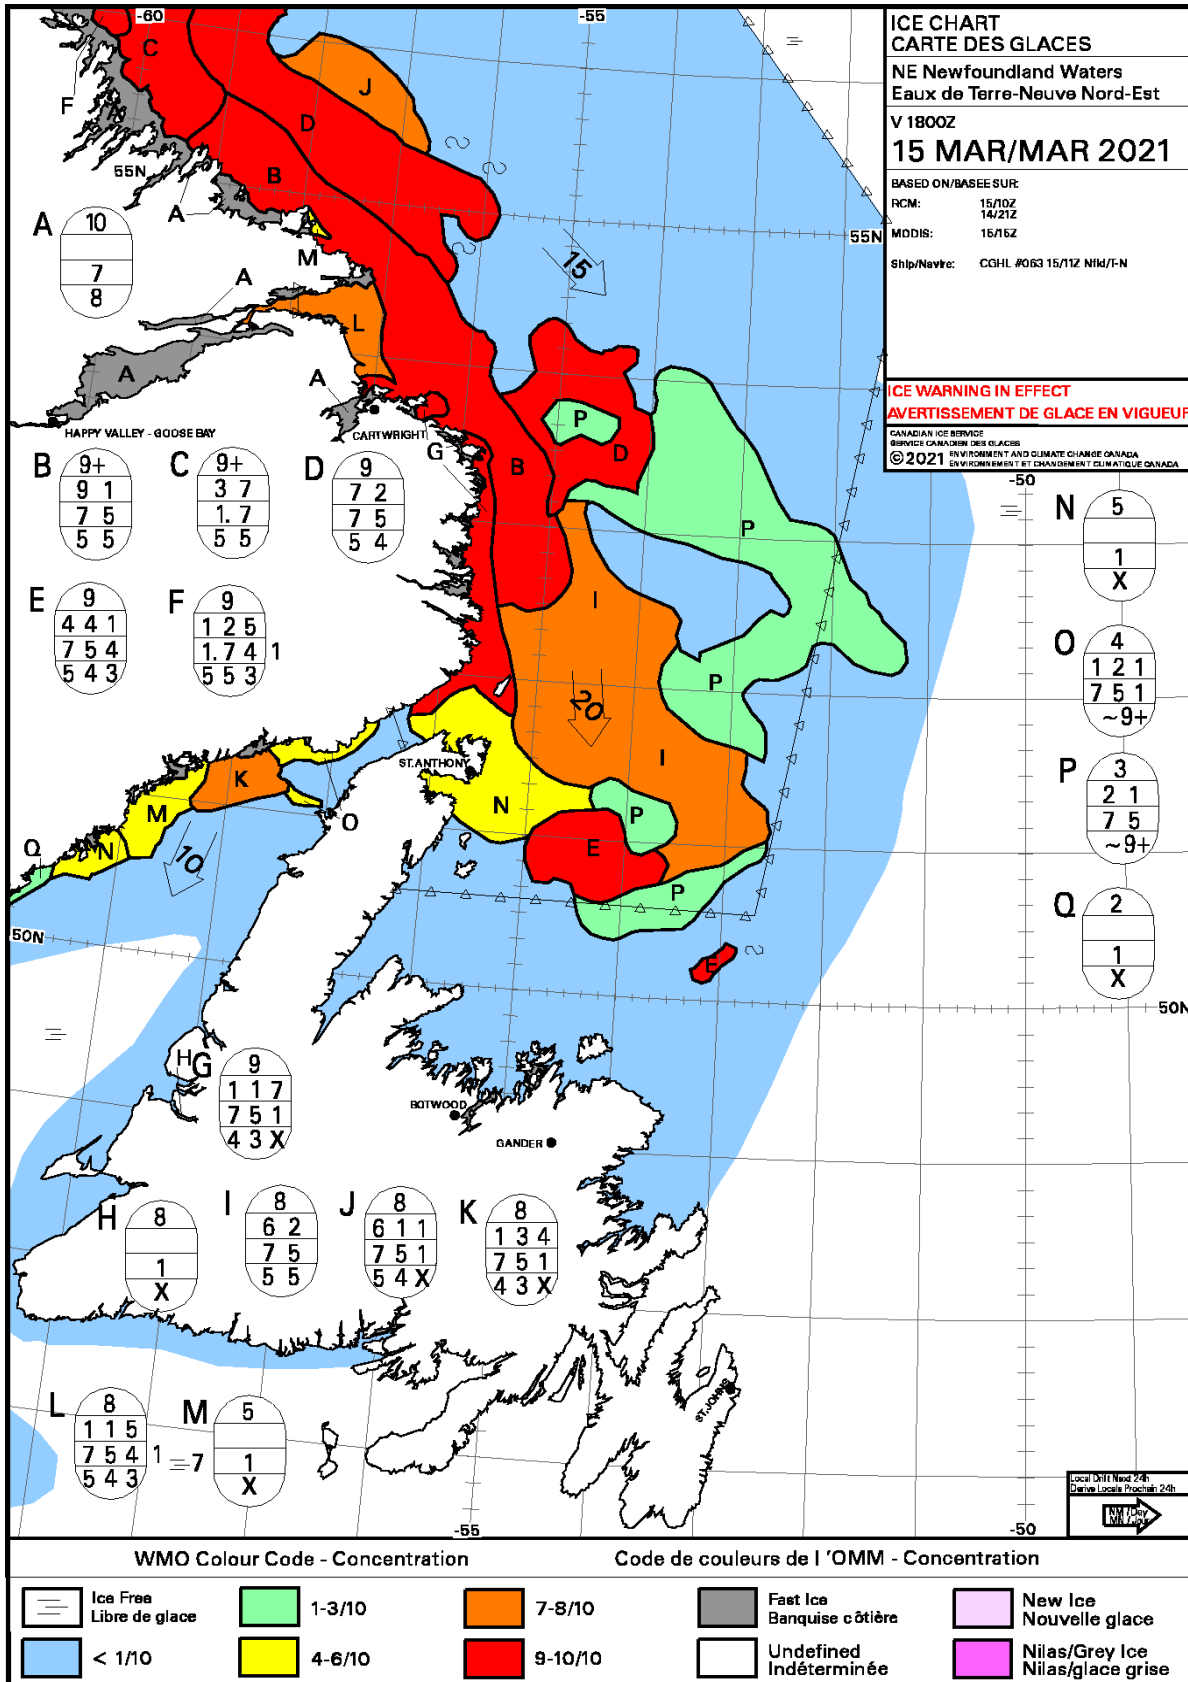 -60
-55
ICE CHART
CARTE DES GLACES
NE Newfoundland Waters
Eaux de Terre-Neuve Nord-Est
V 1800Z
15 MAR/MAR 2021
BASED ON/BASEE SUR:
RCM: 15/10Z
14/21Z
MODIS: 15/15Z
Ship/Navire: CGHL #063 15/11Z Nfld/T-N
ICE WARNING IN EFFECT
AVERTISSEMENT DE GLACE EN VIGUEUR
CANADIAN ICE SERVICE
SERVICE CANADIEN DES GLACES
©2021 ENVIRONMENT AND CLIMATE CHANGE CANADA
ENVIRONNEMENT ET CHANGEMENT CLIMATIQUE CANADA
C
J
F
D
55N
B
A
M
55N
15
A
10
7
8
A
L
A
A
P
D
HAPPY VALLEY - GOOSE BAY
CARTWRIGHT
G
B
-50
B
9+
9 1
7 5
5 5
C
9+
3 7
1. 7
5 5
D
9
7 2
7 5
5 4
P
N
5
1
X
E
9
4 4 1
7 5 4
5 4 3
F
9
1 2 5
1. 7 4 1
5 5 3
I
O
4
1 2 1
7 5 1
~9+
P
20
ST. ANTHONY
I
P
3
2 1
7 5
~9+
K
M
N
N
O
P
E
P
Q
10
Q
2
1
X
50N
E
50N
H
G
9
1 1 7
7 5 1
4 3 X
BOTWOOD
GANDER
H
8
1
X
I
8
6 2
7 5
5 5
J
8
6 1 1
7 5 1
5 4 X
K
8
1 3 4
7 5 1
4 3 X
ST. JOHNS
L
8
1 1 5
7 5 4 1
5 4 3
M
5
7 1
X
Local Drift Next 24h
Derive Locale Prochain 24h
NM/Day
MN/Jour
-55
-50
WMO Colour Code - Concentration
Code de couleurs de l 'OMM - Concentration
Ice Free
Libre de glace
1-3/10
7-8/10
Fast Ice
Banquise côtière
New Ice
Nouvelle glace
< 1/10
4-6/10
9-10/10
Undefined
Indéterminée
Nilas/Grey Ice
Nilas/glace grise